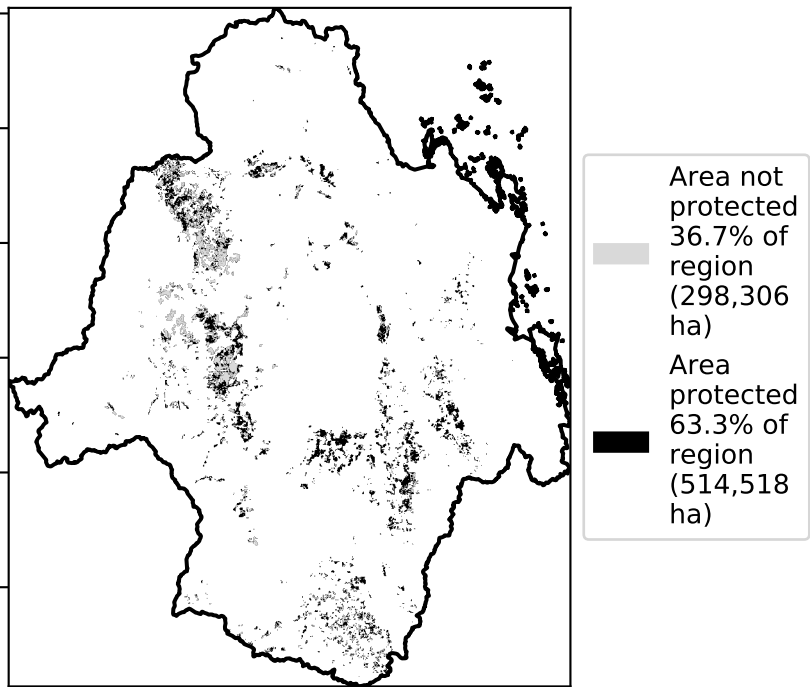 Area not
protected
36.7% of
region
(298,306
ha)
Area
protected
63.3% of
region
(514,518
ha)